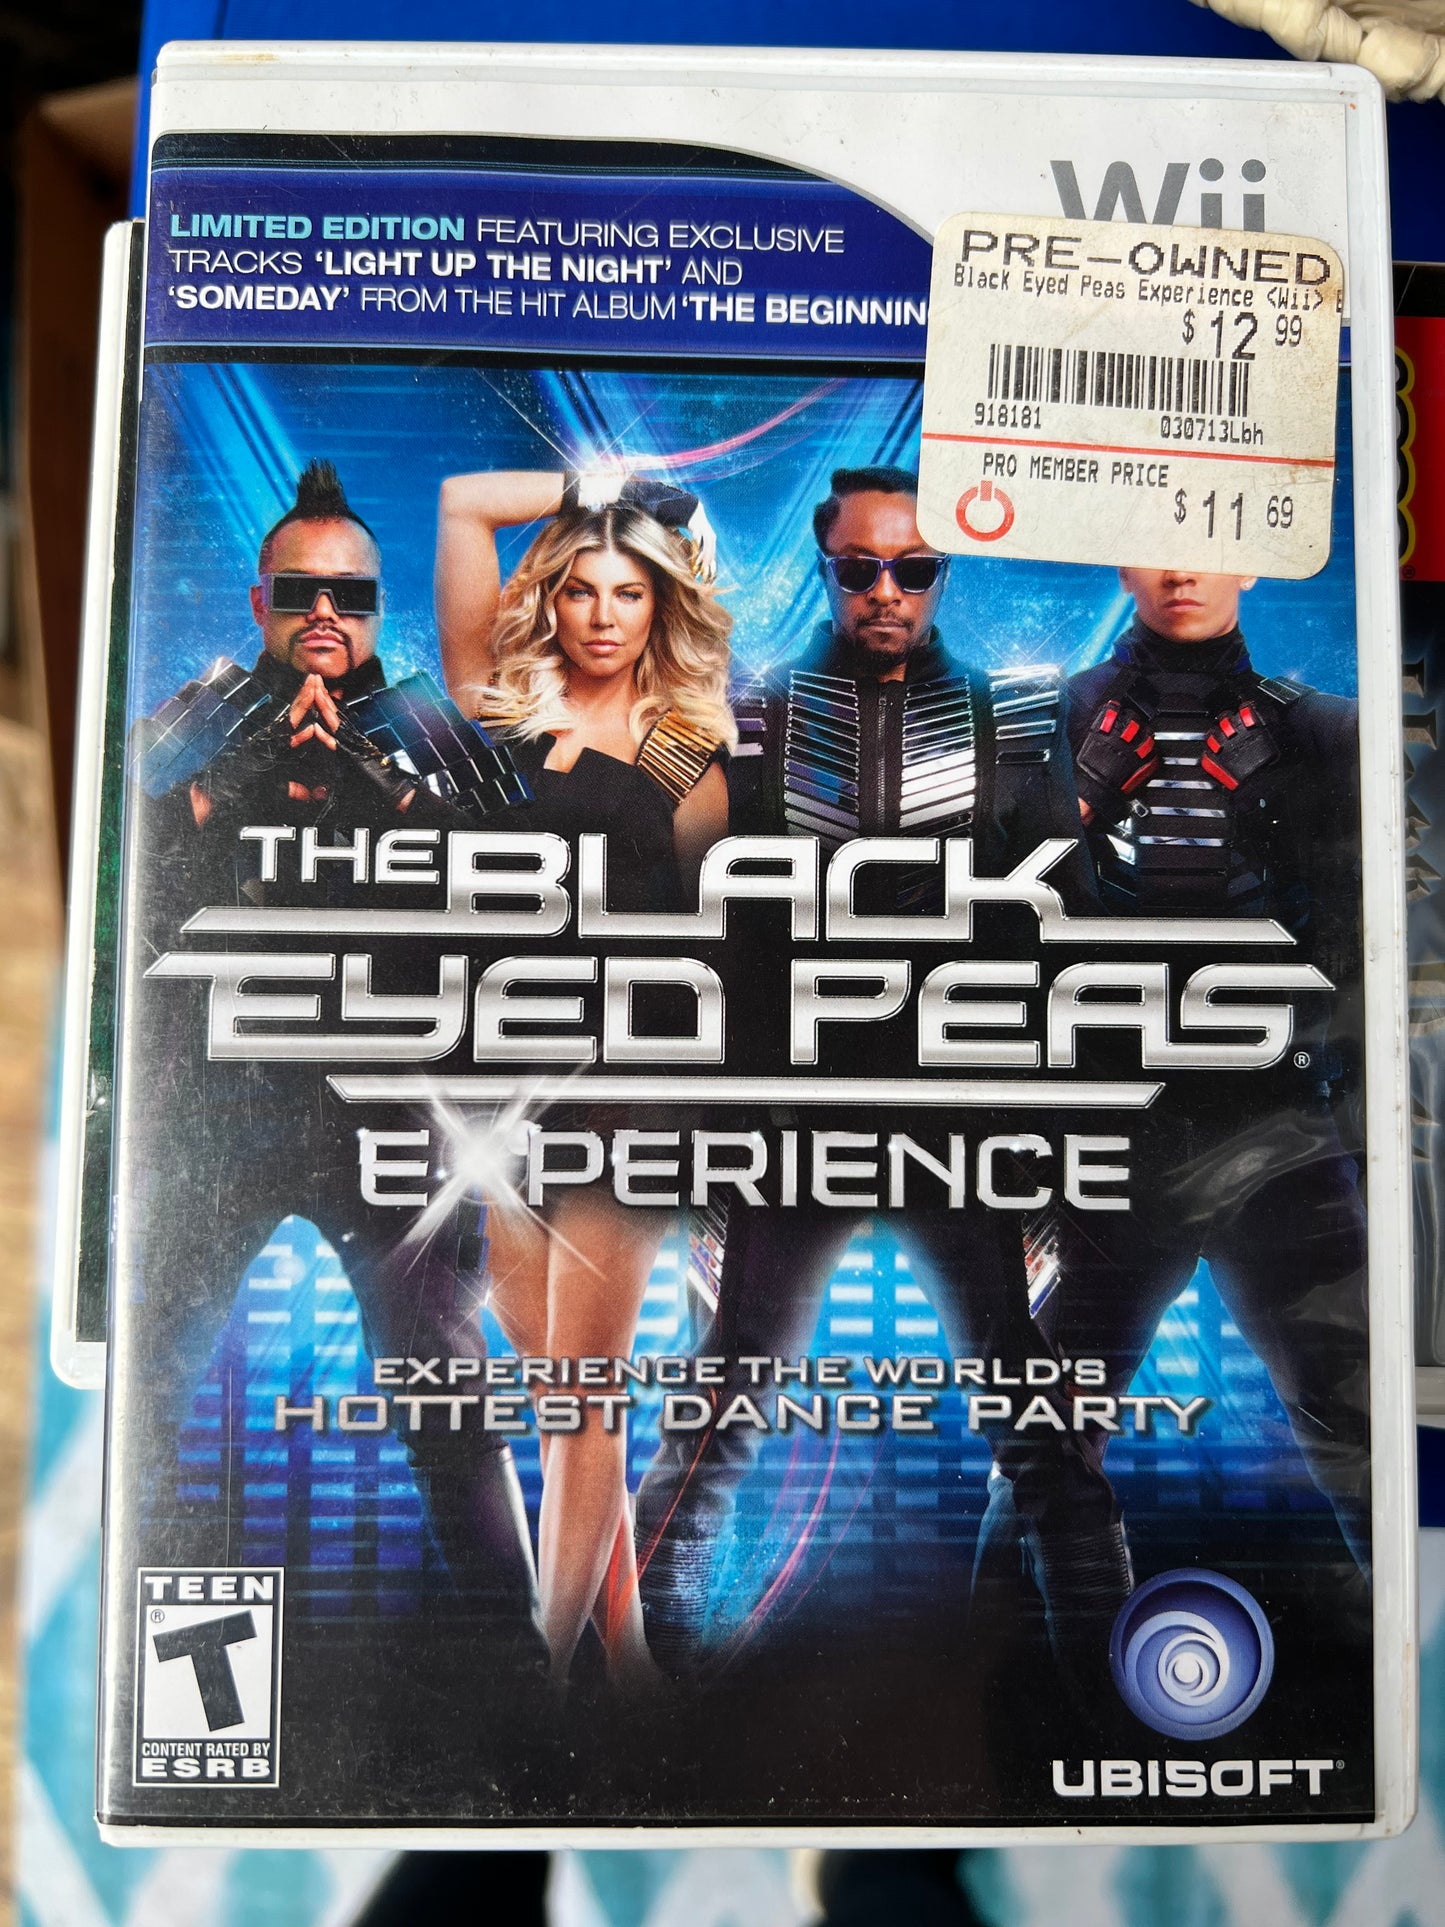 Wii
LIMITED EDITION FEATURING EXCLUSIVE
TRACKS ‘LIGHT UP THE NIGHT’ AND
‘SOMEDAY’ FROM THE HIT ALBUM ‘THE BEGINNIN
PRE-OWNED
Black Eyed Peas Experience <Wii>
$ 12 99
918181 030713Lbh
PRO MEMBER PRICE
$ 11 69
THE BLACK
EYED PEAS®
EXPERIENCE
EXPERIENCE THE WORLD'S
HOTTEST DANCE PARTY
TEEN
®
T
CONTENT RATED BY
ESRB
UBISOFT®